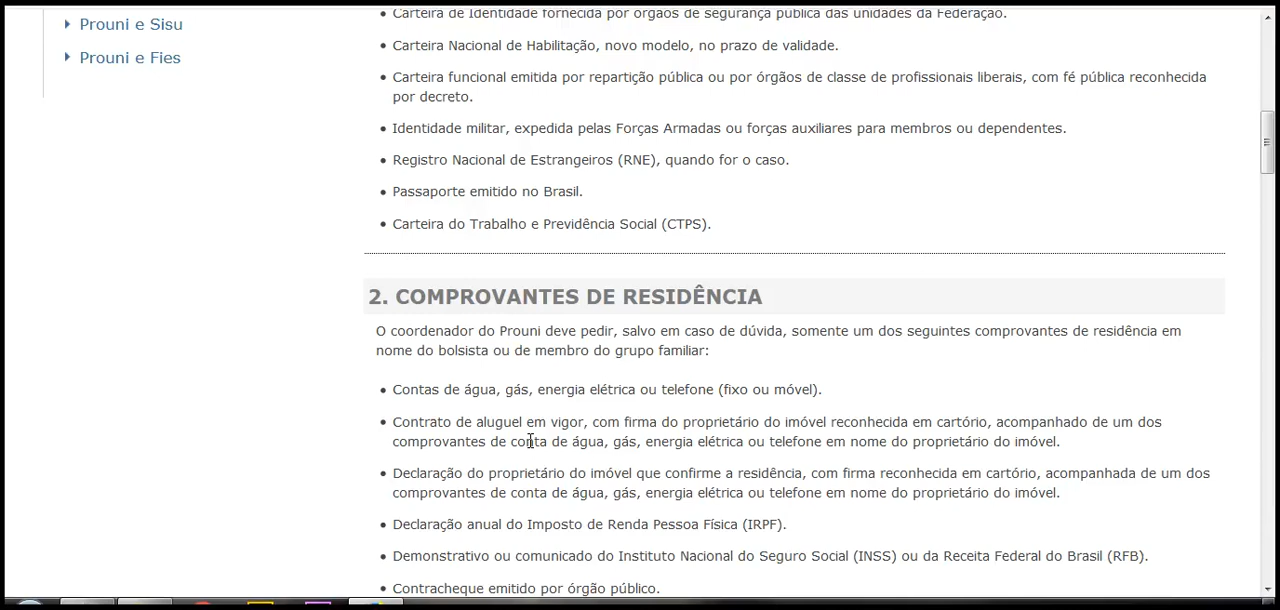 Prouni e Sisu
Prouni e Fies
Carteira de Identidade fornecida por órgãos de segurança pública das unidades da Federação.
Carteira Nacional de Habilitação, novo modelo, no prazo de validade.
Carteira funcional emitida por repartição pública ou por órgãos de classe de profissionais liberais, com fé pública reconhecida
por decreto.
Identidade militar, expedida pelas Forças Armadas ou forças auxiliares para membros ou dependentes.
Registro Nacional de Estrangeiros (RNE), quando for o caso.
Passaporte emitido no Brasil.
Carteira do Trabalho e Previdência Social (CTPS).
2. COMPROVANTES DE RESIDÊNCIA
O coordenador do Prouni deve pedir, salvo em caso de dúvida, somente um dos seguintes comprovantes de residência em
nome do bolsista ou de membro do grupo familiar:
Contas de água, gás, energia elétrica ou telefone (fixo ou móvel).
Contrato de aluguel em vigor, com firma do proprietário do imóvel reconhecida em cartório, acompanhado de um dos
comprovantes de conta de água, gás, energia elétrica ou telefone em nome do proprietário do imóvel.
Declaração do proprietário do imóvel que confirme a residência, com firma reconhecida em cartório, acompanhada de um dos
comprovantes de conta de água, gás, energia elétrica ou telefone em nome do proprietário do imóvel.
Declaração anual do Imposto de Renda Pessoa Física (IRPF).
Demonstrativo ou comunicado do Instituto Nacional do Seguro Social (INSS) ou da Receita Federal do Brasil (RFB).
Contracheque emitido por órgão público.